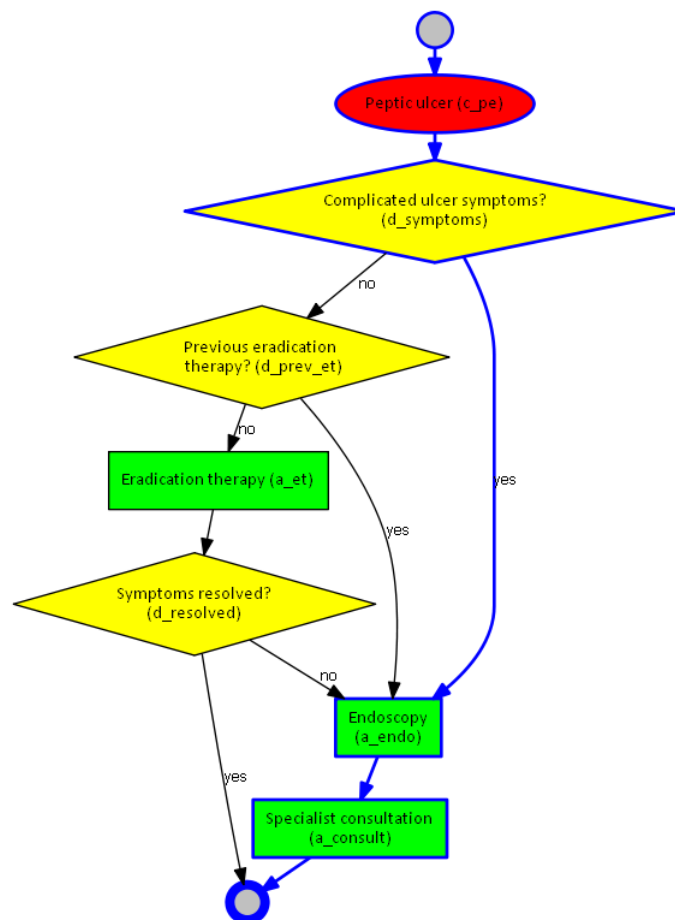 Peptic ulcer (c_pe)
Complicated ulcer symptoms?
(d_symptoms)
no
Previous eradication
therapy? (d_prev_et)
no
yes
Eradication therapy (a_et)
yes
Symptoms resolved?
(d_resolved)
no
Endoscopy
(a_endo)
yes
Specialist consultation
(a_consult)